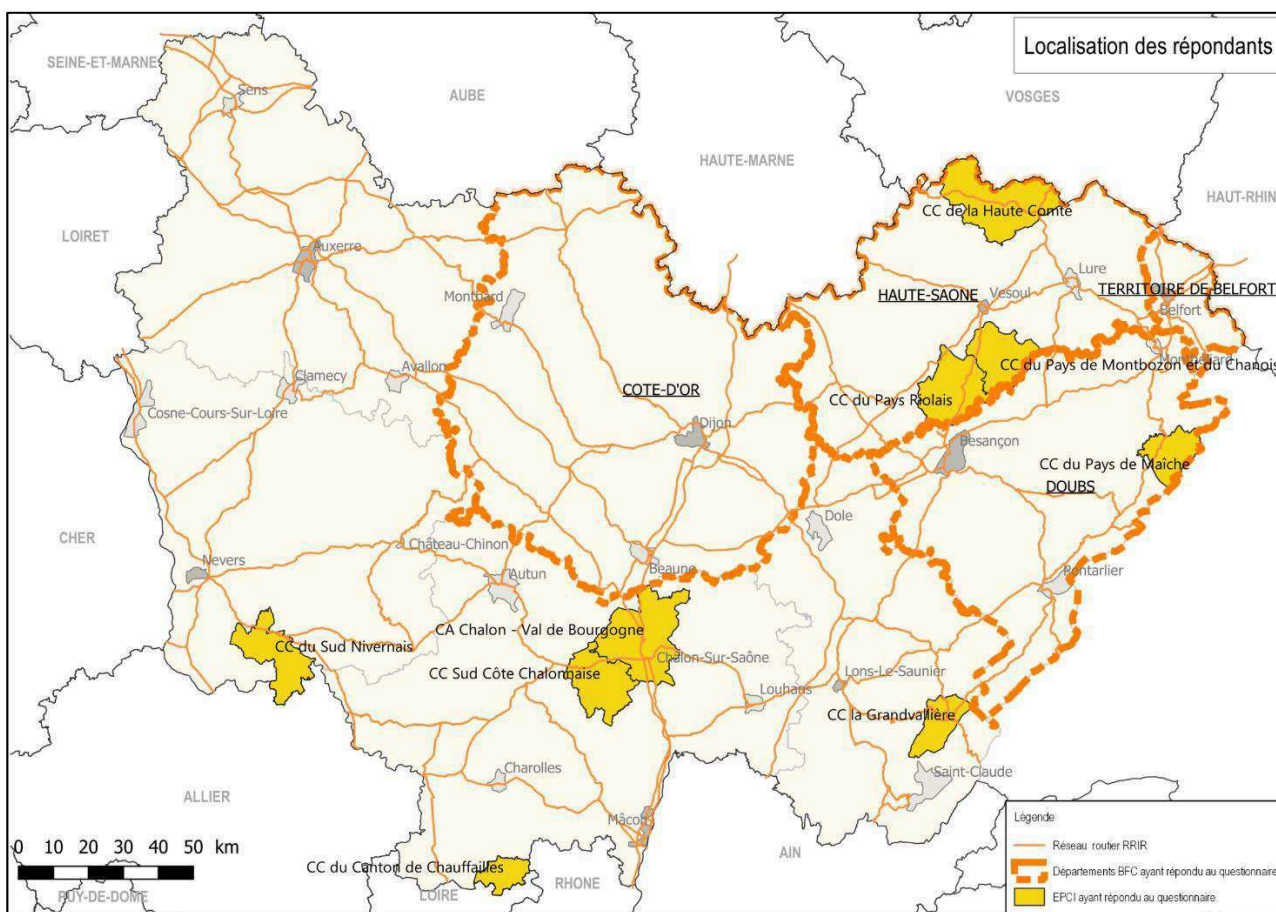 Localisation des répondants
SEINE-ET-MARNE
AUBE
VOSGES
HAUTE-MARNE
HAUT-RHIN
LOIRET
Sens
CC de la Haute Comté
Auxerre
Lure
HAUTE-SAONE
Vesoul
TERRITOIRE DE BELFORT
Belfort
Montbard
Montbéliard
Avallon
Clamecy
CC du Pays de Montbozon et du Chanois
COTE-D'OR
CC du Pays Riolais
Cosne-Cours-Sur-Loire
Dijon
Besançon
CC du Pays de Maîche
DOUBS
Dole
CHER
Château-Chinon
Nevers
Autun
Beaune
Pontarlier
CA Chalon - Val de Bourgogne
CC du Sud Nivernais
Chalon-Sur-Saône
CC Sud Côte Chalonnaise
Lons-Le-Saunier
Louhans
CC la Grandvallière
Saint-Claude
Charolles
ALLIER
Mâcon
AIN
0 10 20 30 40 50 km
CC du Canton de Chauffailles
RHONE
LOIRE
PUY-DE-DOME
Légende
Réseau routier RRIR
Départements BFC ayant répondu au questionnaire
EPCI ayant répondu au questionnaire